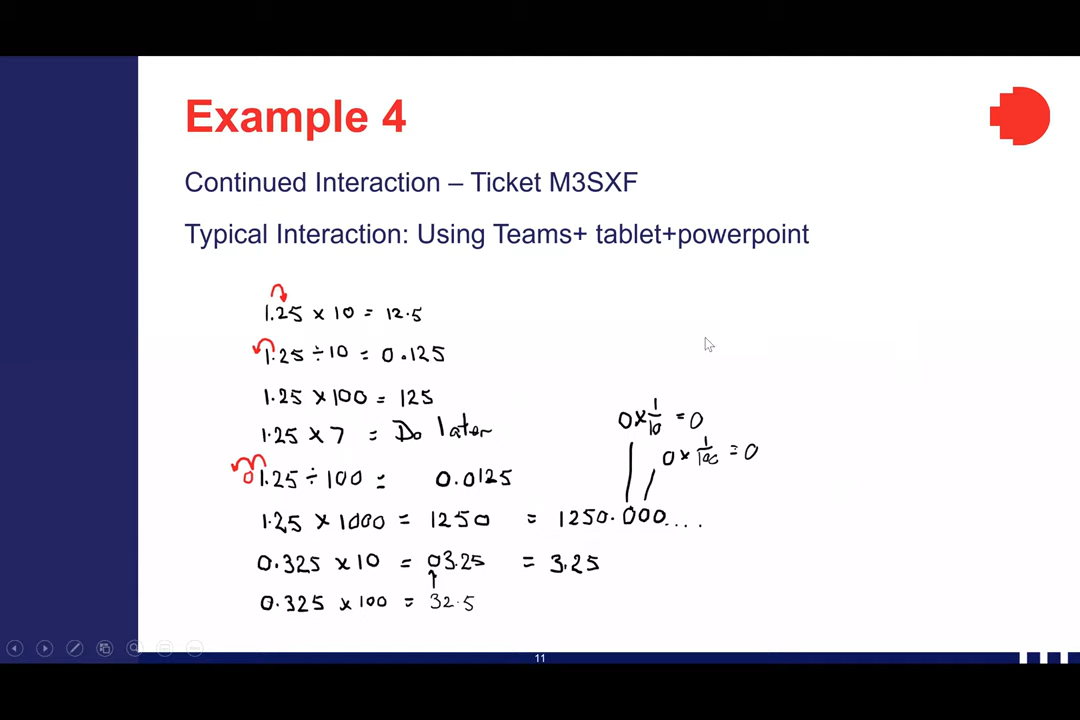 Example 4
Continued Interaction – Ticket M3SXF
Typical Interaction: Using Teams+ tablet+powerpoint
1.25 × 10 = 12.5
1.25 ÷ 10 = 0.125
1.25 × 100 = 125
0 × 1/10 = 0
1.25 × 7 = Do later
0 × 1/100 = 0
01.25 ÷ 100 = 0.0125
1.25 × 1000 = 1250 = 1250.000....
0.325 × 10 = 03.25 = 3.25
0.325 × 100 = 32.5
11